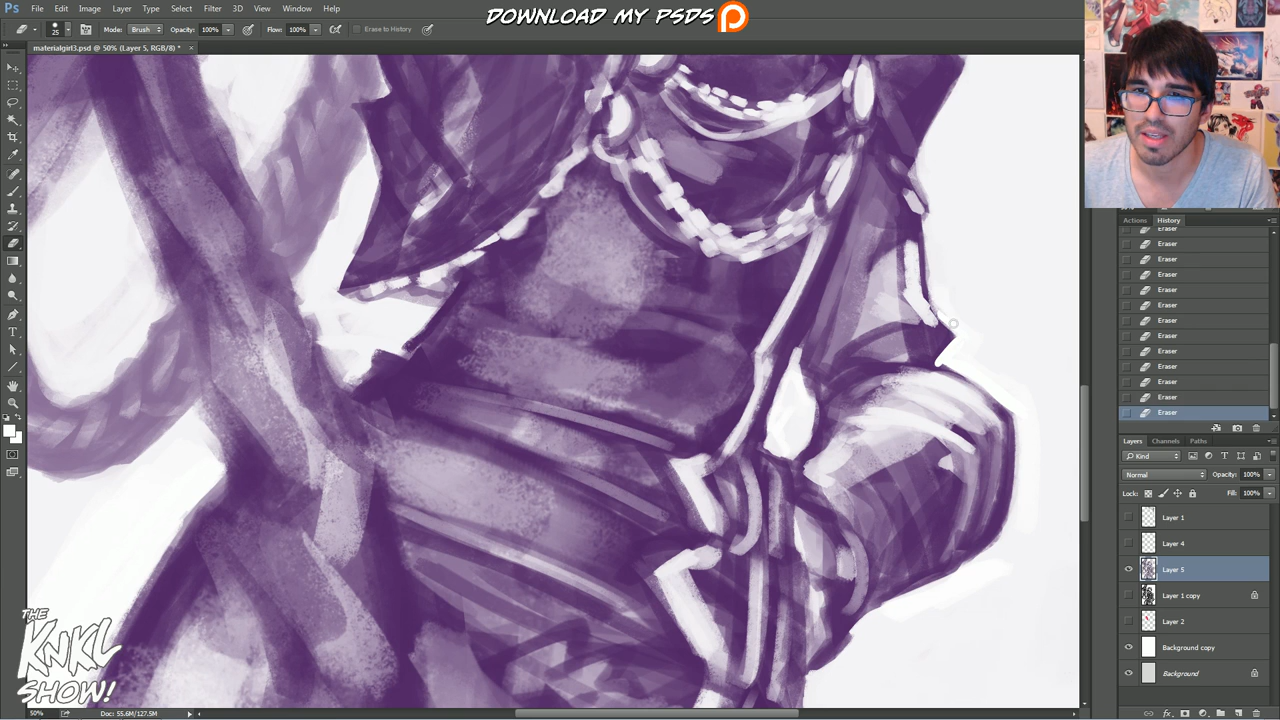 Ps File Edit Image Layer Type Select Filter 3D View Window Help
DOWNLOAD MY PSDS
25 Mode: Brush Opacity: 100% Flow: 100% Erase to History
materialgirl3.psd @ 50% (Layer 5, RGB/8) *
Actions History
Eraser
Eraser
Eraser
Eraser
Eraser
Eraser
Eraser
Eraser
Eraser
Eraser
Eraser
Eraser
Eraser
Layers Channels Paths
Kind
Normal Opacity: 100%
Lock: Fill: 100%
Layer 1
Layer 4
Layer 5
Layer 1 copy
Layer 2
Background copy
Background
THE
KNKL
SHOW!
50% Doc: 55.6M/127.5M